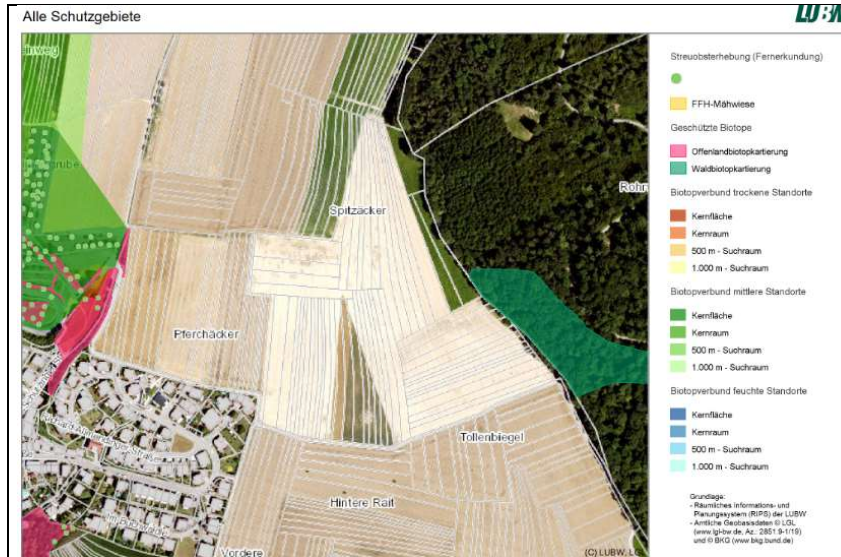 Alle Schutzgebiete
LUBW
Streuobsterhebung (Fernerkundung)
FFH-Mähwiese
Geschützte Biotope
Offenlandbiotopkartierung
Waldbiotopkartierung
Biotopverbund trockene Standorte
Kernfläche
Kernraum
500 m - Suchraum
1.000 m - Suchraum
Biotopverbund mittlere Standorte
Kernfläche
Kernraum
500 m - Suchraum
1.000 m - Suchraum
Biotopverbund feuchte Standorte
Kernfläche
Kernraum
500 m - Suchraum
1.000 m - Suchraum
Grundlage:
- Räumliches Informations- und
Planungssystem (RIPS) der LUBW
- Amtliche Geobasisdaten © LGL
(www.lgl-bw.de, Az.: 2851.9-1/19)
und © BKG (www.bkg.bund.de)
inweg
Spitzäcker
Rohr
Pferchäcker
Tollenbiegel
Hintere Rait
Vordere
(C) LUBW, LG